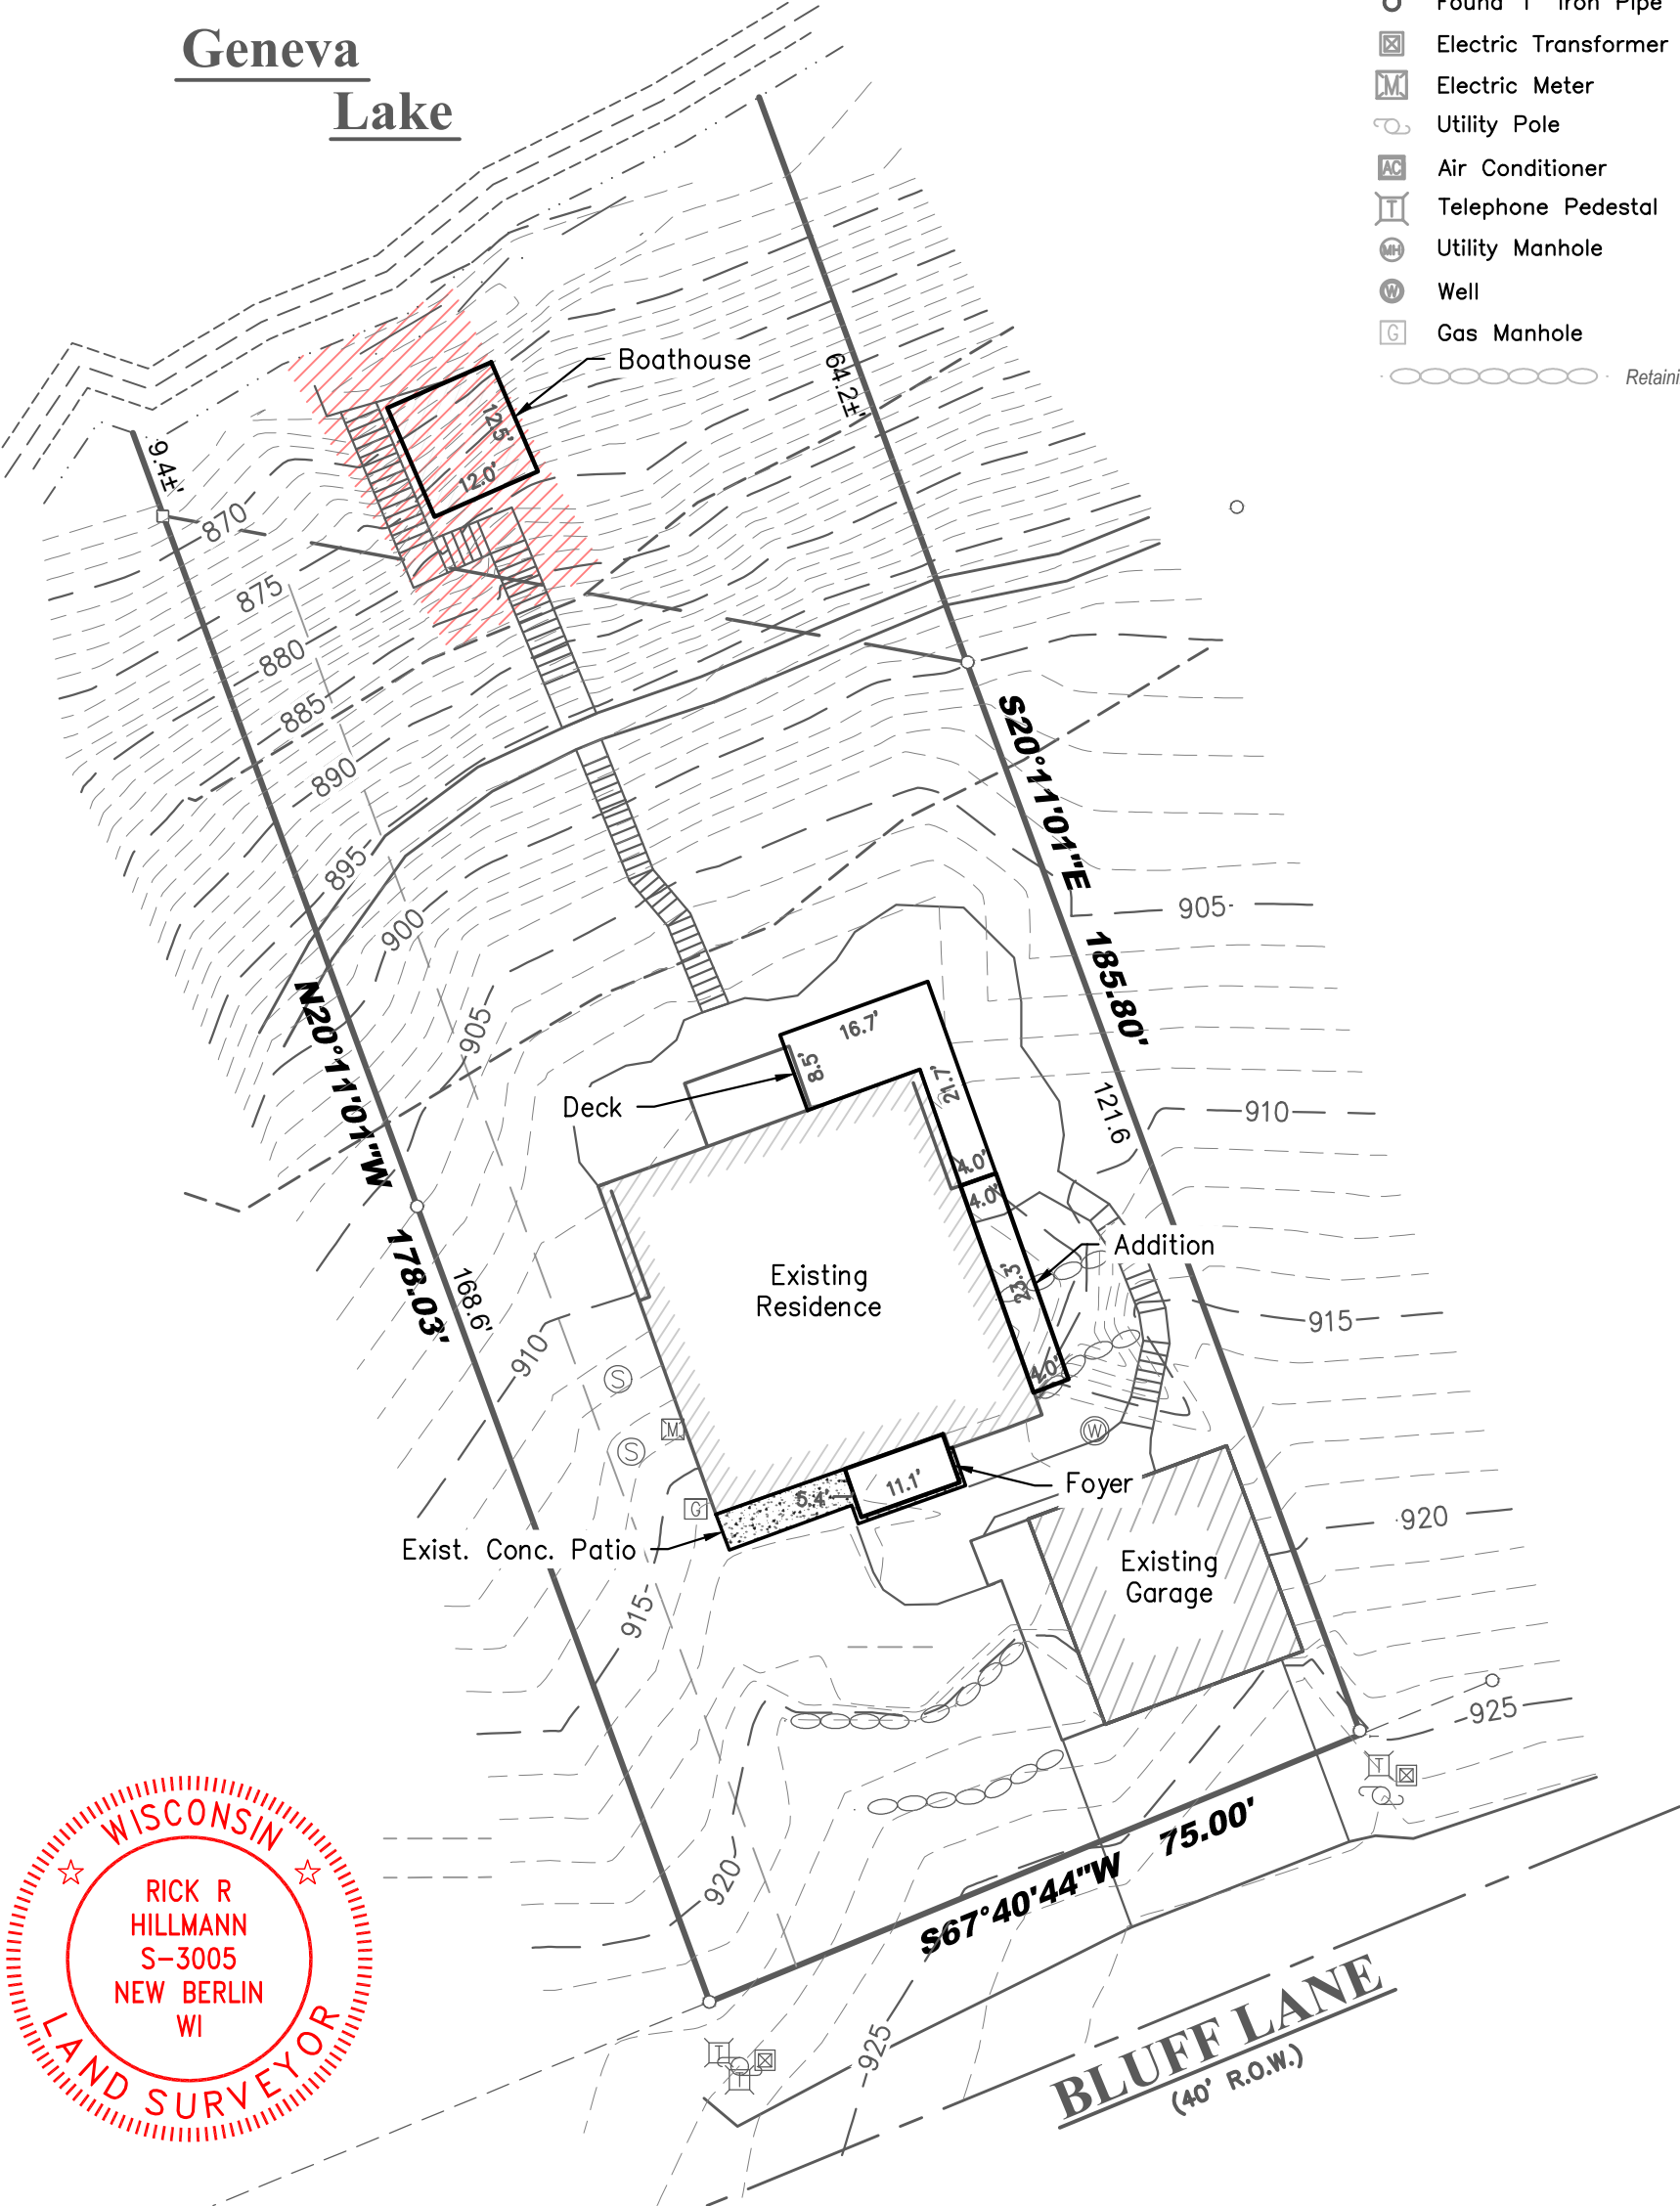 Geneva
Lake
Found 1" Iron Pipe
Electric Transformer
M Electric Meter
Utility Pole
AC Air Conditioner
T Telephone Pedestal
MH Utility Manhole
W Well
G Gas Manhole
Boathouse
12.5'
12.0'
64.2±'
9.4±'
870
875
880
885
890
895
900
905
S20°11'01"E 185.80'
905
N20°11'01"W 178.03'
121.6
168.6'
16.7'
8.5'
21.7'
Deck
4.0'
4.0'
910
Addition
23.3'
4.0'
Existing
Residence
915
910
S
S
M
G
W
Foyer
11.1'
5.4'
Exist. Conc. Patio
920
Existing
Garage
915
925
T
920
S67°40'44"W 75.00'
925
T
T
BLUFF LANE
(40' R.O.W.)
WISCONSIN
RICK R
HILLMANN
S-3005
NEW BERLIN
WI
LAND SURVEYOR